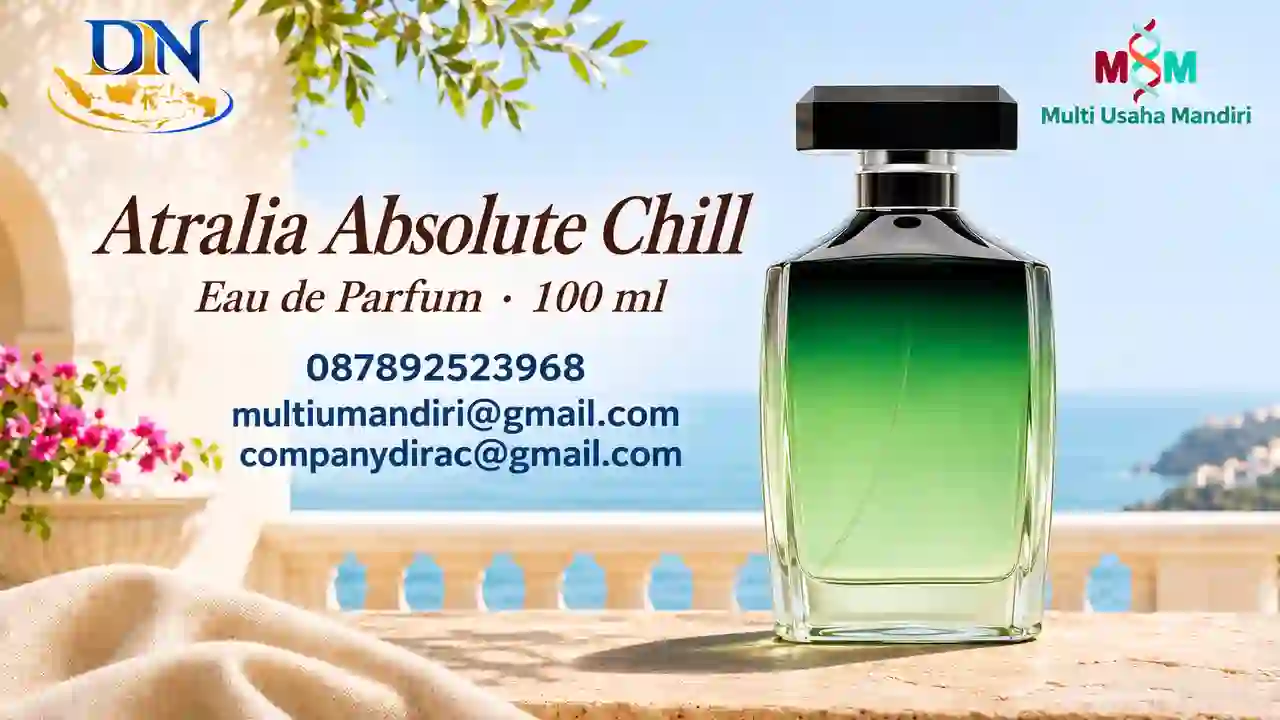 DN
MM
Multi Usaha Mandiri
Atralia Absolute Chill
Eau de Parfum · 100 ml
087892523968
multiumandiri@gmail.com
companydirac@gmail.com